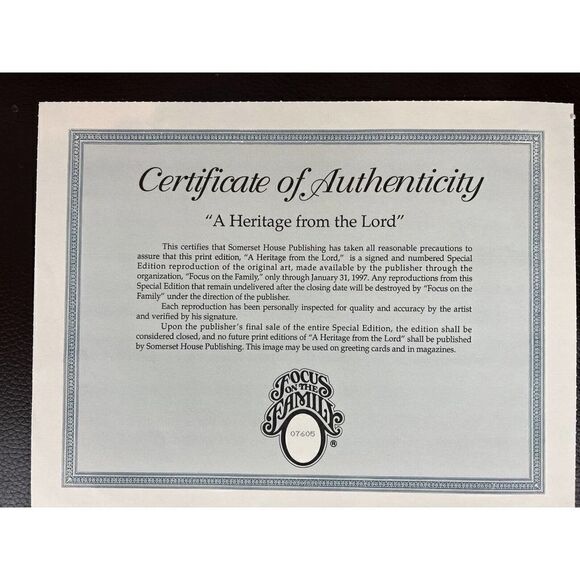 Certificate of Authenticity
"A Heritage from the Lord"
This certifies that Somerset House Publishing has taken all reasonable precautions to
assure that this print edition, "A Heritage from the Lord," is a signed and numbered Special
Edition reproduction of the original art, made available by the publisher through the
organization, "Focus on the Family," only through January 31, 1997. Any reproductions from this
Special Edition that remain undelivered after the closing date will be destroyed by "Focus on the
Family" under the direction of the publisher.
Each reproduction has been personally inspected for quality and accuracy by the artist
and verified by his signature.
Upon the publisher's final sale of the entire Special Edition, the edition shall be
considered closed, and no future print editions of "A Heritage from the Lord" shall be published
by Somerset House Publishing. This image may be used on greeting cards and in magazines.
FOCUS
ON THE
FAMILY
07605
®